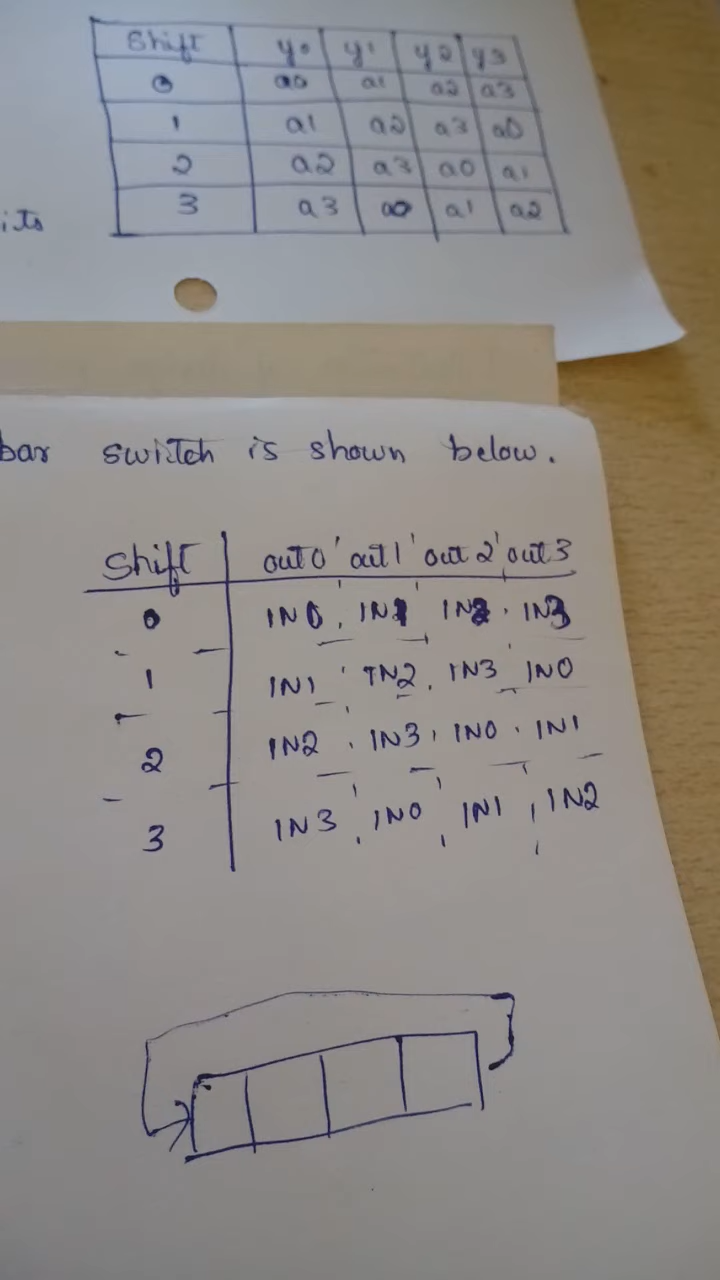 Shift y0 y1 y2 y3
0 a0 a1 a2 a3
1 a1 a2 a3 a0
2 a2 a3 a0 a1
3 a3 a0 a1 a2
its
bar switch is shown below.
Shift out0 out1 out2 out3
0 IN0 IN1 IN2 IN3
1 IN1 IN2 IN3 IN0
2 IN2 IN3 IN0 IN1
3 IN3 IN0 IN1 IN2